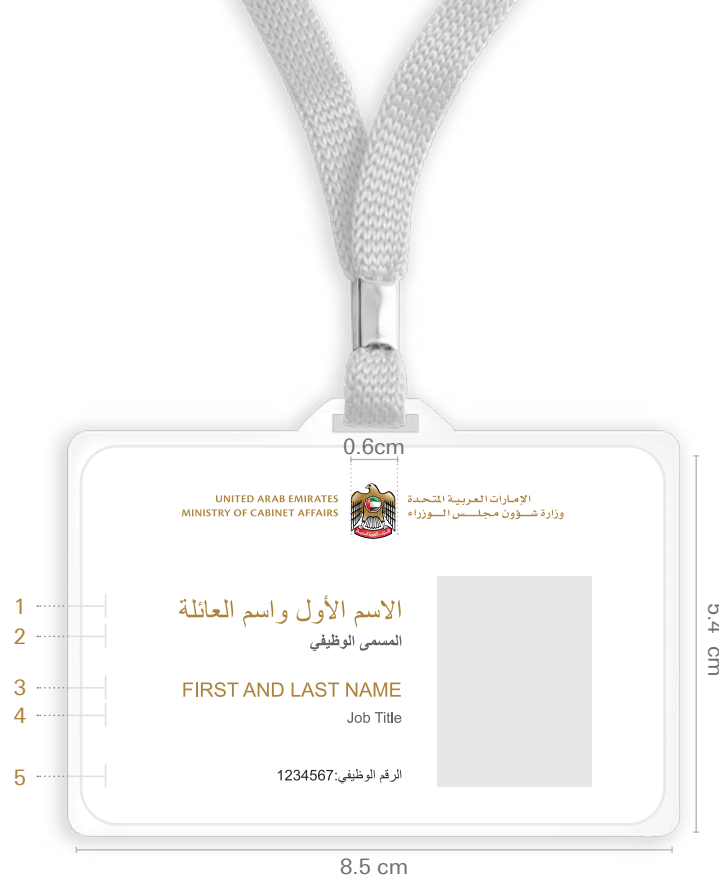 0.6cm
UNITED ARAB EMIRATES
MINISTRY OF CABINET AFFAIRS
الإمارات العربية المتحدة
وزارة شؤون مجلس الوزراء
1
الاسم الأول واسم العائلة
2
المسمى الوظيفي
3
FIRST AND LAST NAME
4
Job Title
5
الرقم الوظيفي:1234567
5.4 cm
8.5 cm